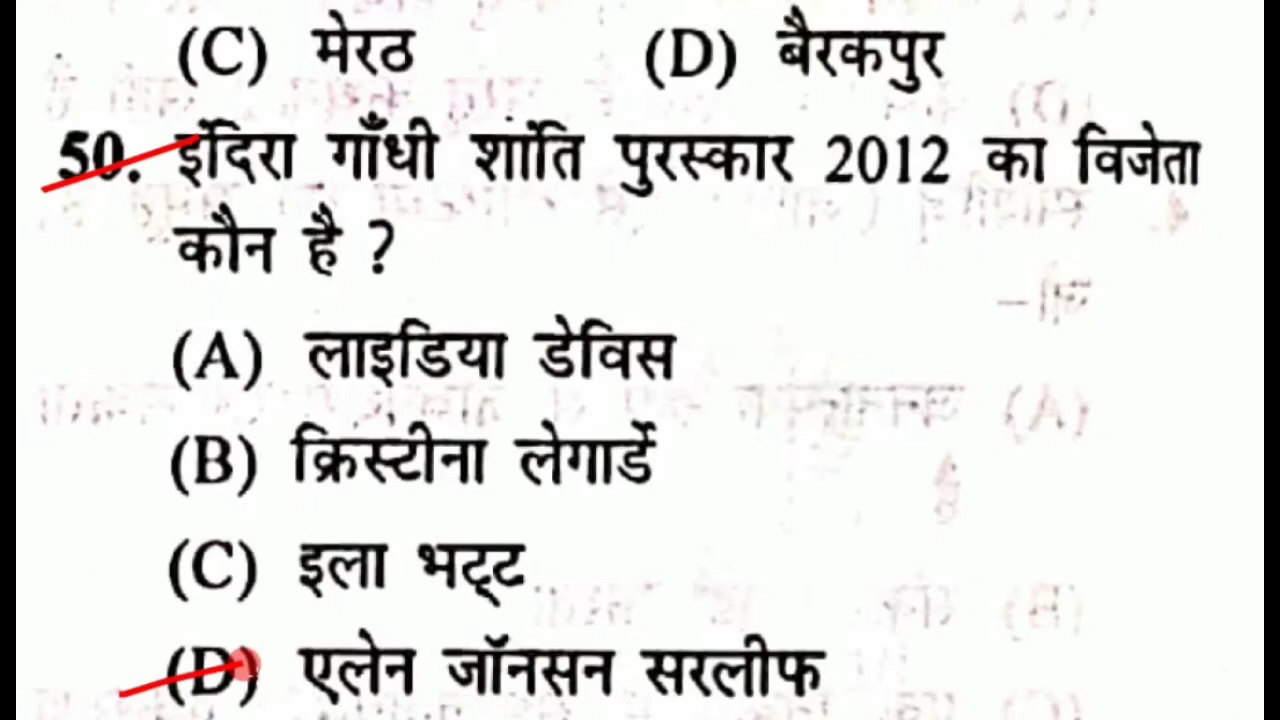 (C) मेरठ (D) बैरकपुर
50. इंदिरा गाँधी शांति पुरस्कार 2012 का विजेता
कौन है ?
(A) लाइडिया डेविस
(B) क्रिस्टीना लेगार्डे
(C) इला भट्ट
(D) एलेन जॉनसन सरलीफ